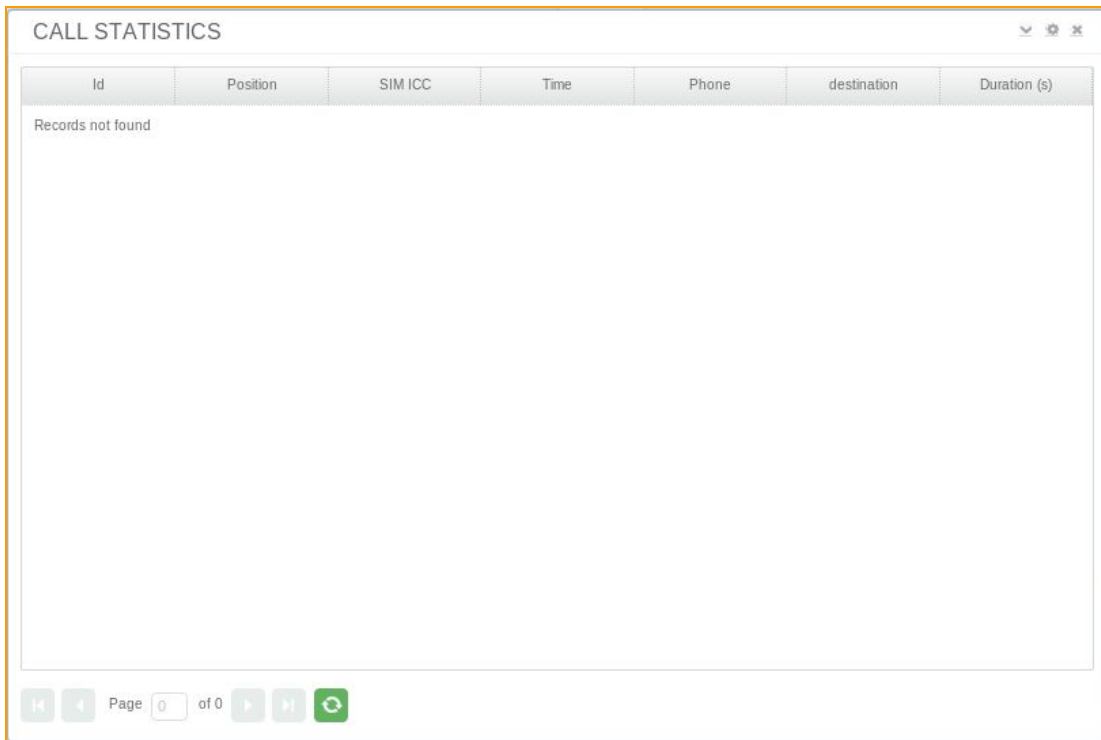 CALL STATISTICS
Id Position SIM ICC Time Phone destination Duration (s)
Records not found
Page 0 of 0